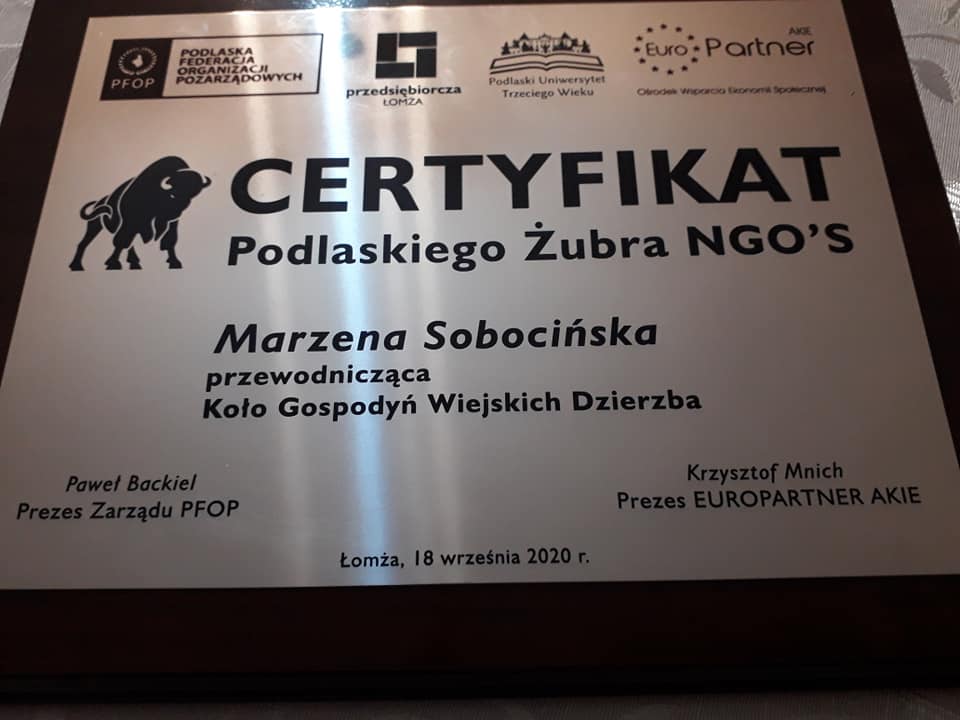 PFOP
PODLASKA
FEDERACJA
ORGANIZACJI
POZARZĄDOWYCH
przedsiębiorcza
ŁOMŻA
Podlaski Uniwersytet
Trzeciego Wieku
AKIE
Euro Partner
Ośrodek Wsparcia Ekonomii Społecznej
CERTYFIKAT
Podlaskiego Żubra NGO'S
Marzena Sobocińska
przewodnicząca
Koło Gospodyń Wiejskich Dzierzba
Paweł Backiel
Prezes Zarządu PFOP
Krzysztof Mnich
Prezes EUROPARTNER AKIE
Łomża, 18 września 2020 r.